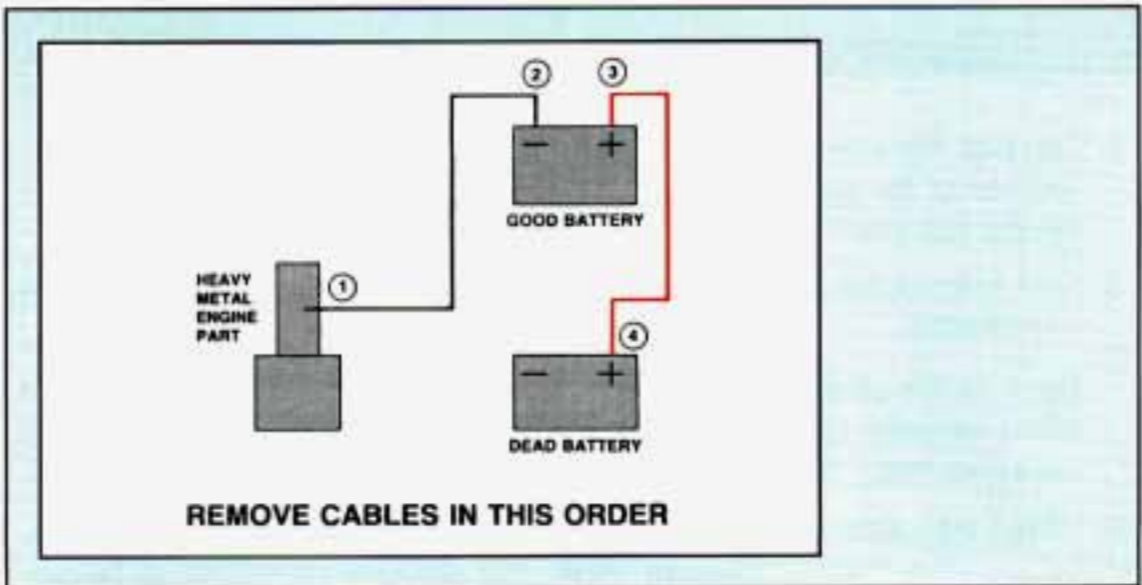 2
3
− +
GOOD BATTERY
HEAVY
METAL
ENGINE
PART
1
4
− +
DEAD BATTERY
REMOVE CABLES IN THIS ORDER